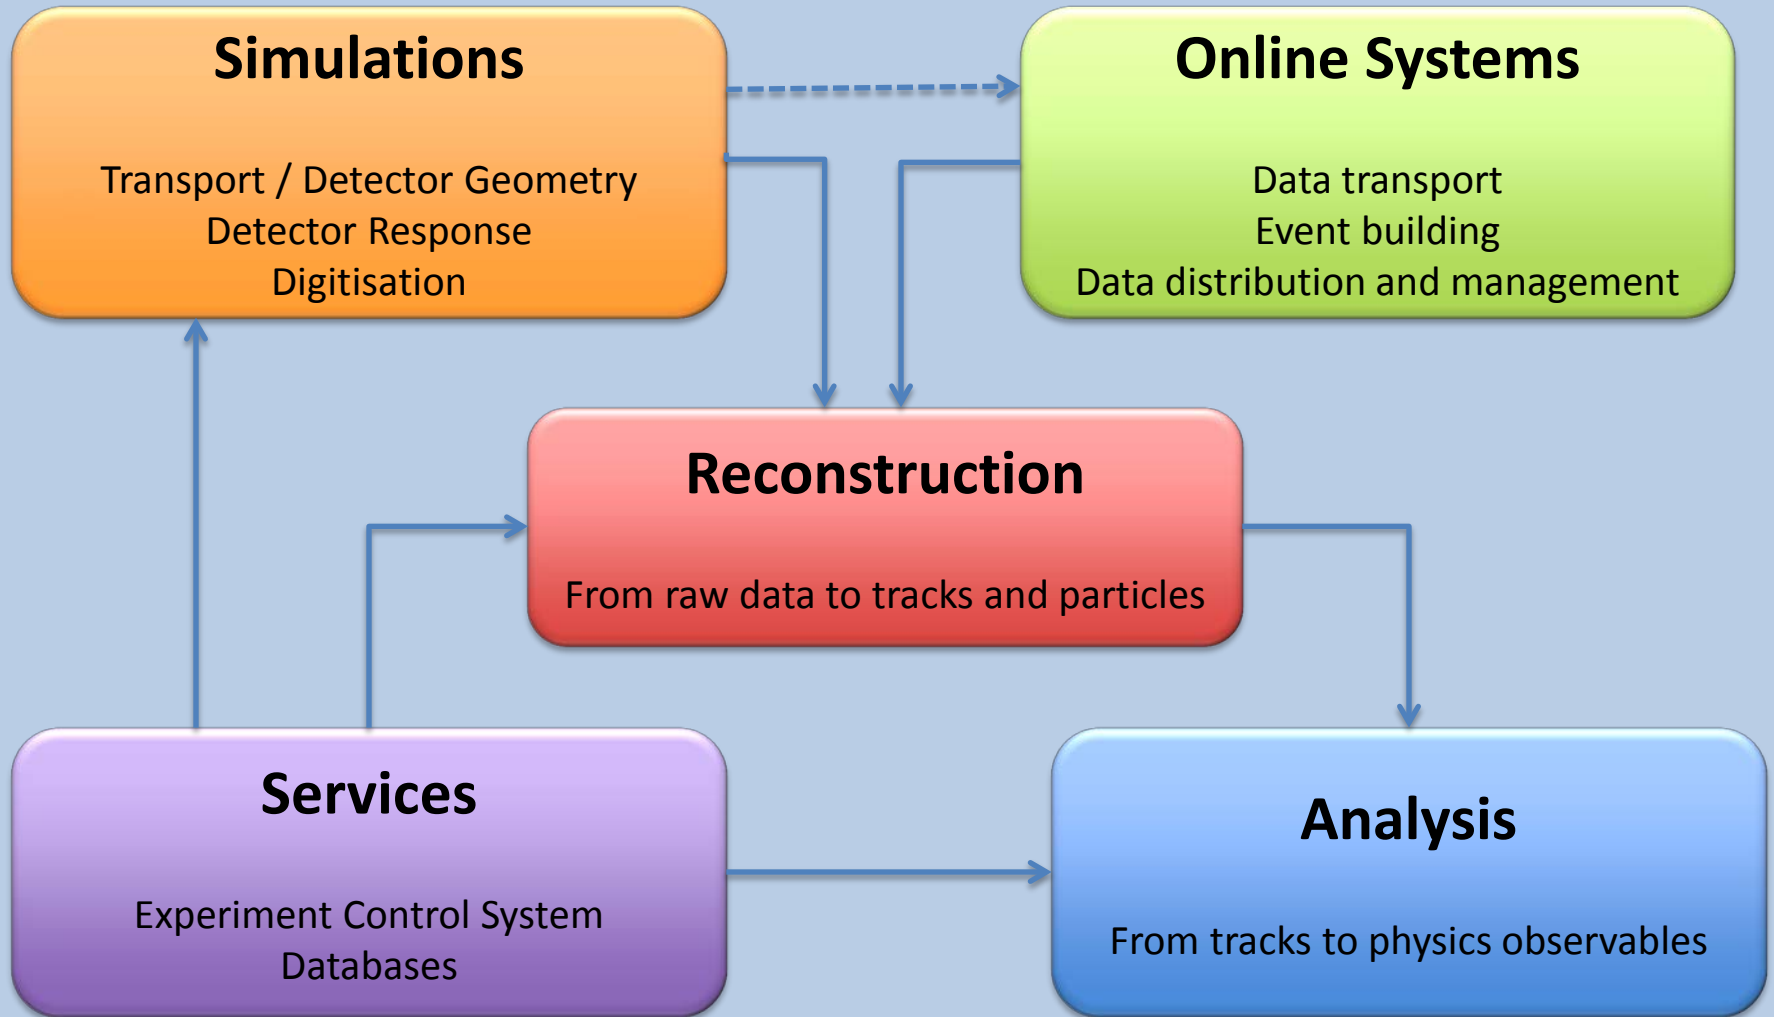 Simulations
Transport / Detector Geometry
Detector Response
Digitisation
Online Systems
Data transport
Event building
Data distribution and management
Reconstruction
From raw data to tracks and particles
Services
Experiment Control System
Databases
Analysis
From tracks to physics observables